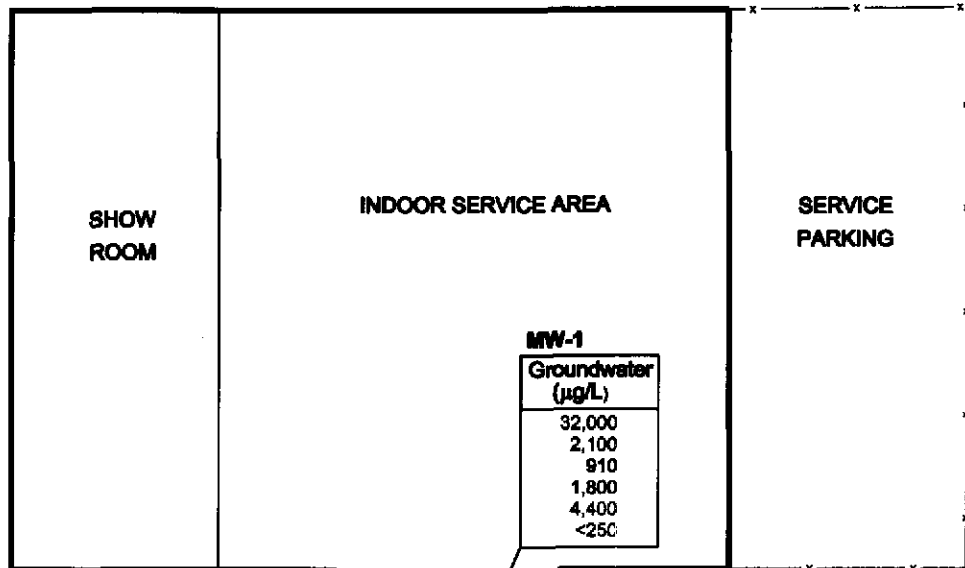 SHOW
ROOM
INDOOR SERVICE AREA
SERVICE
PARKING
MW-1
Groundwater
(µg/L)
32,000
2,100
910
1,800
4,400
<250